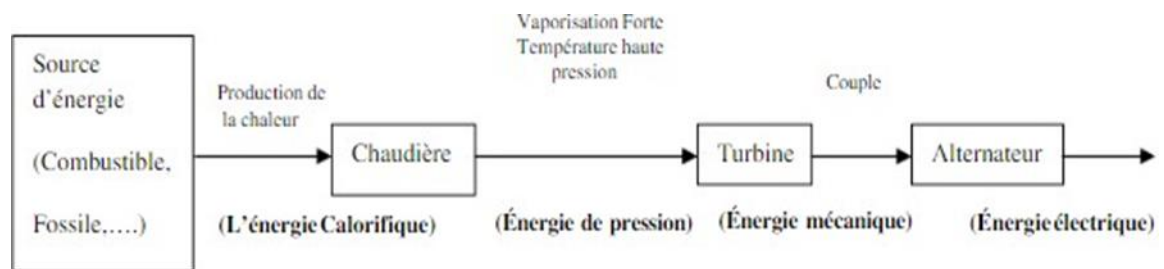 Source
d'énergie
(Combustible,
Fossile,....)
Production de
la chaleur
(L'énergie Calorifique)
Chaudière
Vaporisation Forte
Température haute
pression
(Énergie de pression)
Turbine
Couple
(Énergie mécanique)
Alternateur
(Énergie électrique)